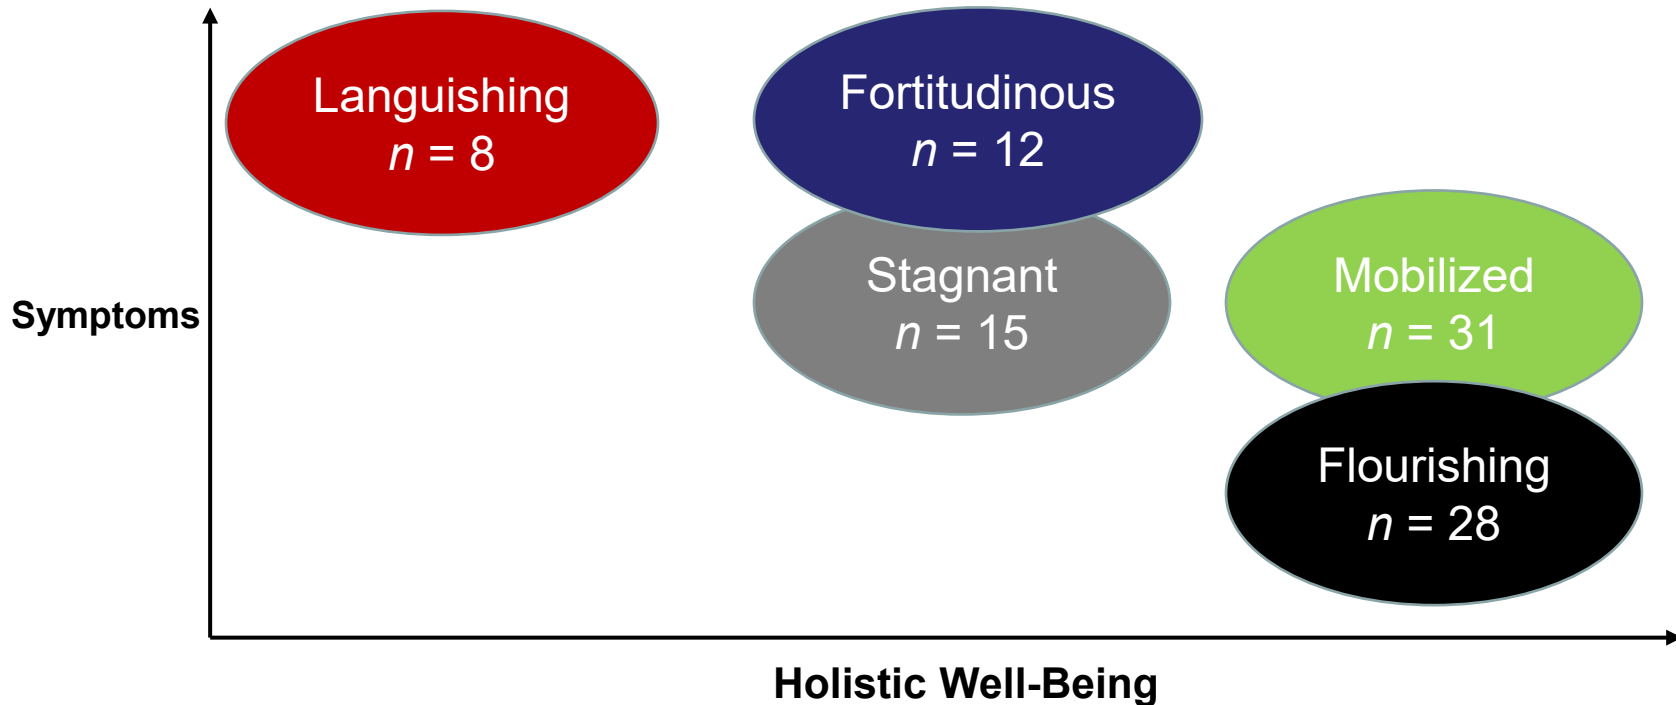 Languishing
n = 8
Fortitudinous
n = 12
Stagnant
n = 15
Mobilized
n = 31
Flourishing
n = 28
Symptoms
Holistic Well-Being